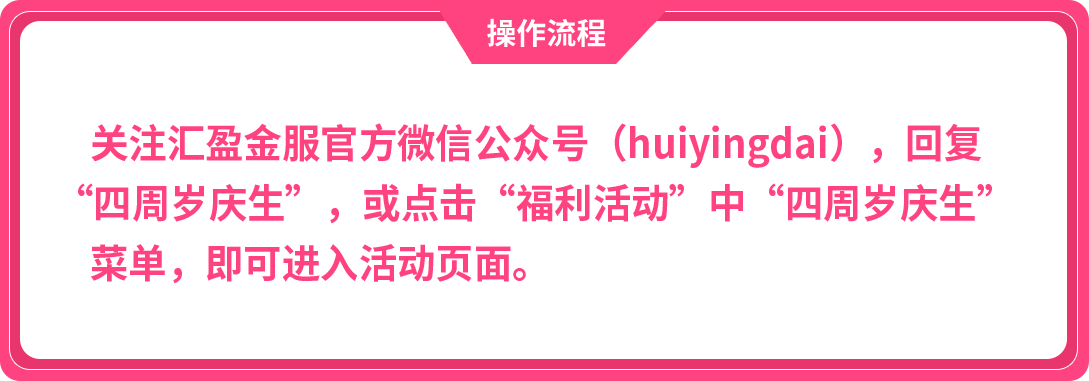 操作流程
关注汇盈金服官方微信公众号（huiyingdai），回复
“四周岁庆生”，或点击“福利活动”中“四周岁庆生”
菜单，即可进入活动页面。